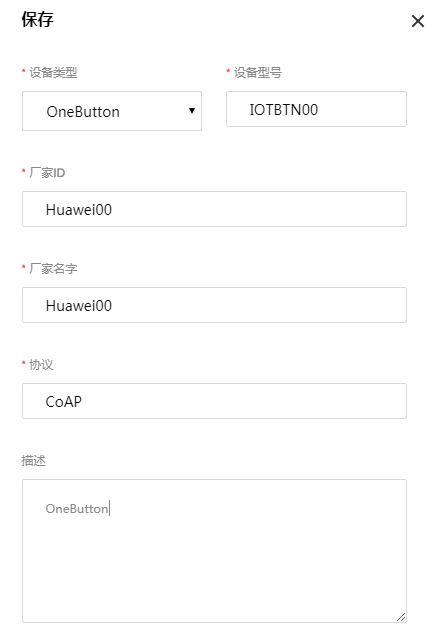 保存
* 设备类型
* 设备型号
OneButton
IOTBTN00
* 厂家ID
Huawei00
* 厂家名字
Huawei00
* 协议
CoAP
描述
OneButton